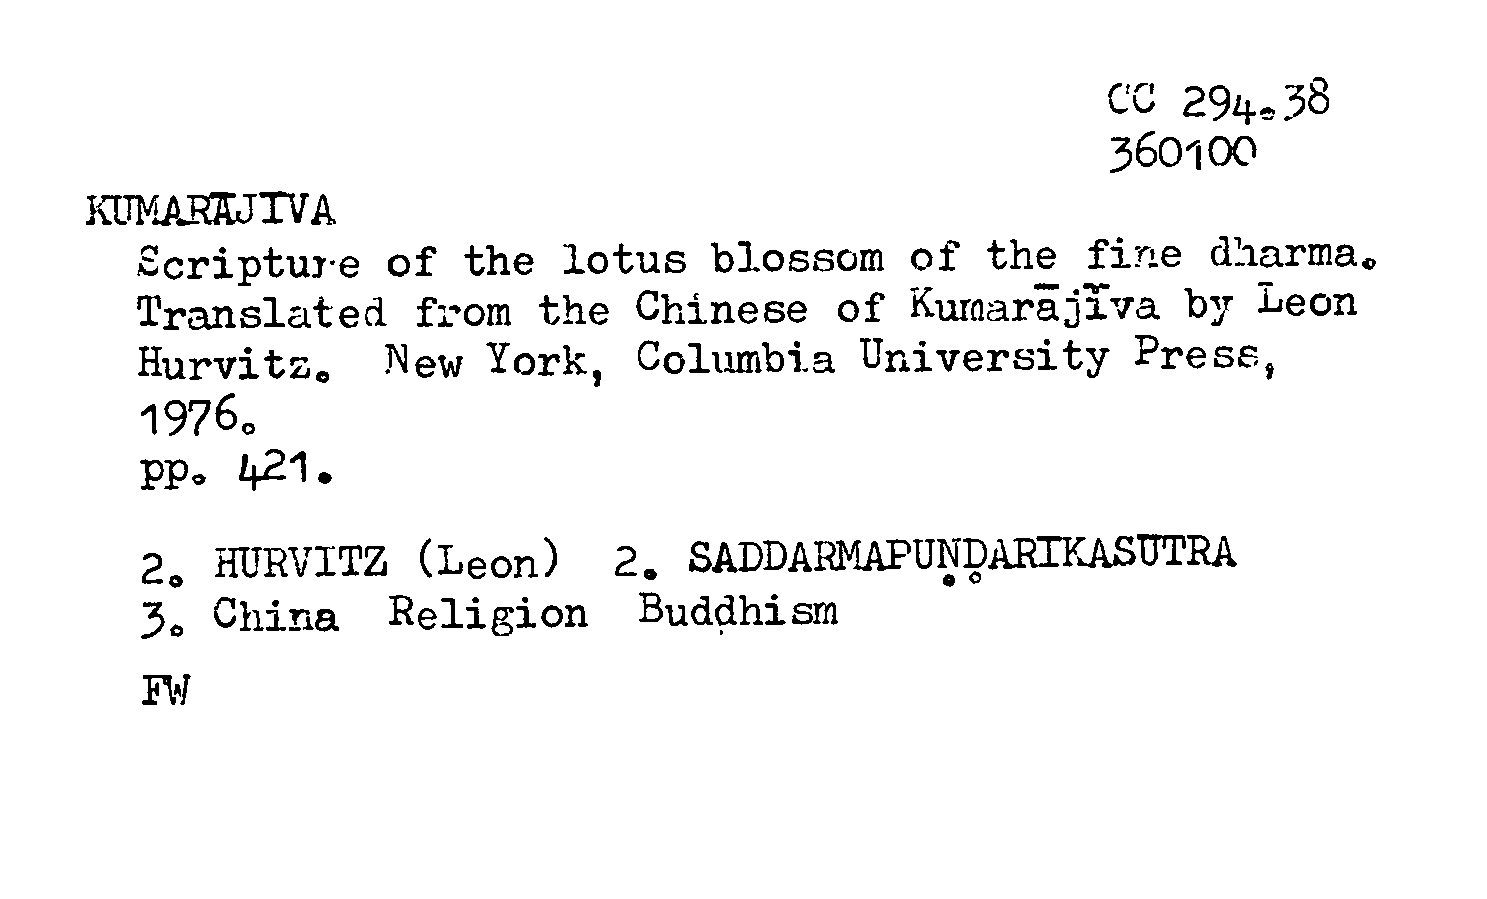 CC 294.38
360100
KUMARĀJĪVA
Scripture of the lotus blossom of the fine dharma.
Translated from the Chinese of Kumarājīva by Leon
Hurvitz. New York, Columbia University Press,
1976.
pp. 421.
2. HURVITZ (Leon) 2. SADDARMAPUṆḌARĪKASŪTRA
3. China Religion Buddhism
FW